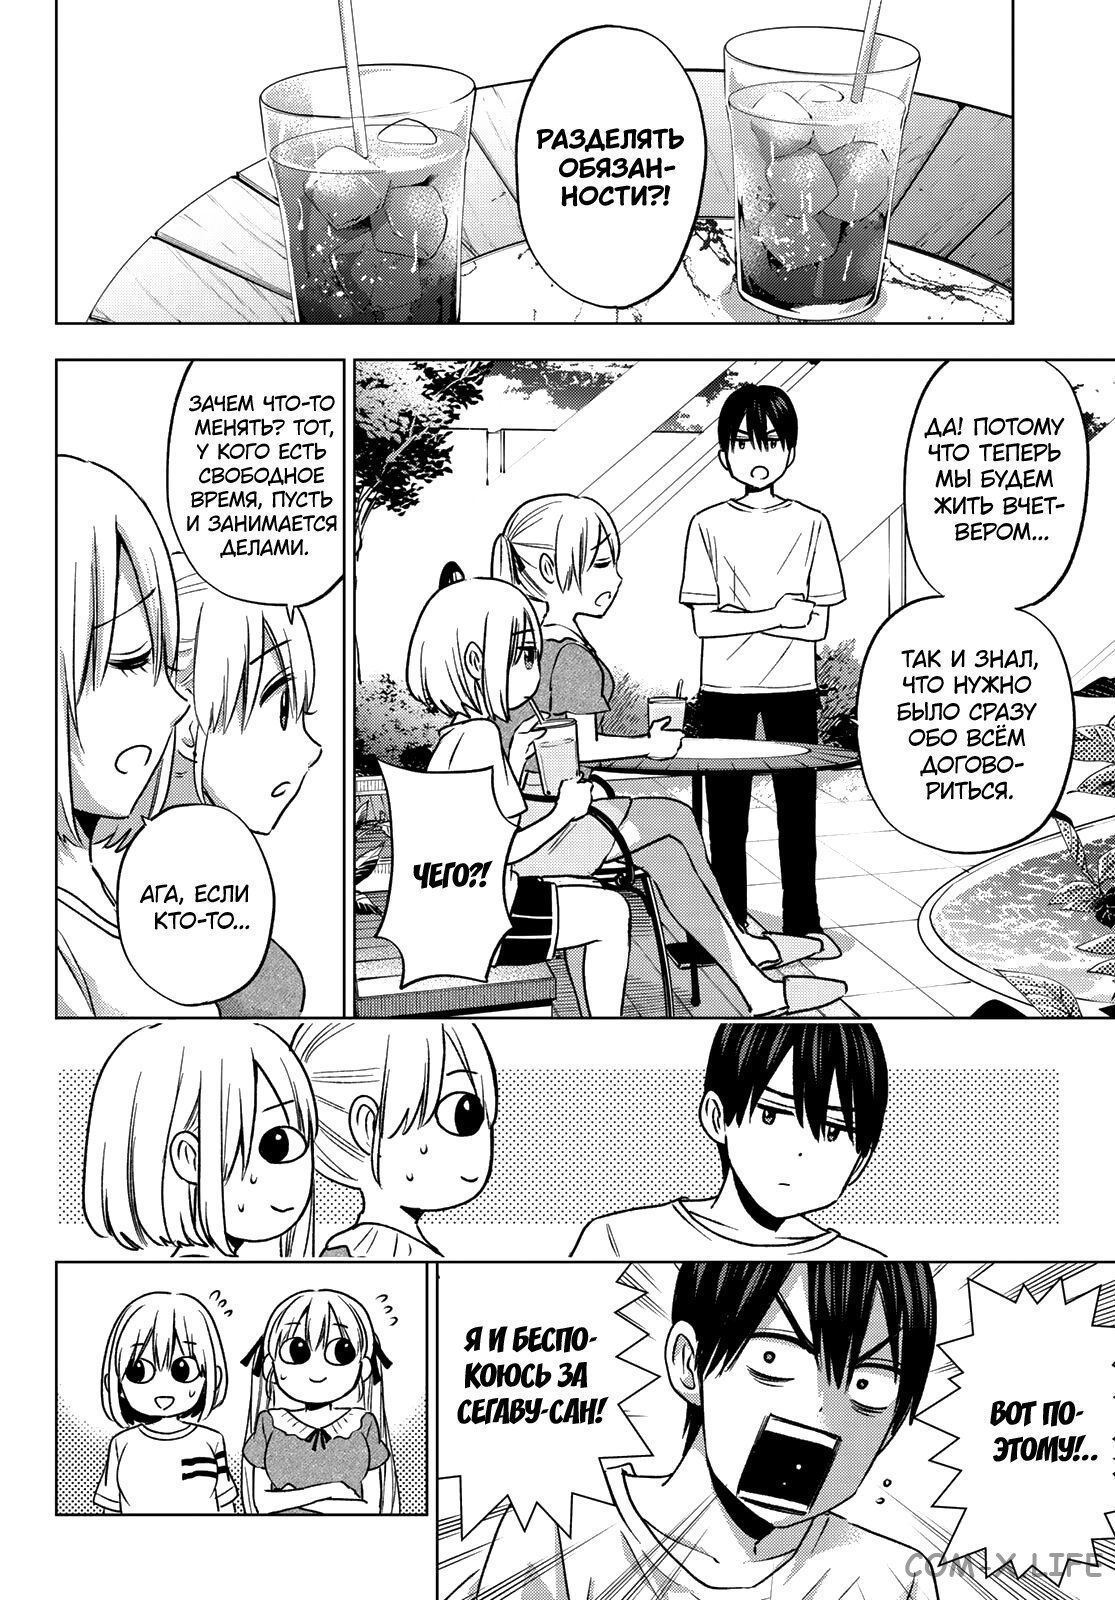 РАЗДЕЛЯТЬ
ОБЯЗАН-
НОСТИ?!
ДА! ПОТОМУ
ЧТО ТЕПЕРЬ
МЫ БУДЕМ
ЖИТЬ ВЧЕТ-
ВЕРОМ...
ТАК И ЗНАЛ,
ЧТО НУЖНО
БЫЛО СРАЗУ
ОБО ВСЁМ
ДОГОВО-
РИТЬСЯ.
ЧЕГО?!
ЗАЧЕМ ЧТО-ТО
МЕНЯТЬ? ТОТ,
У КОГО ЕСТЬ
СВОБОДНОЕ
ВРЕМЯ, ПУСТЬ
И ЗАНИМАЕТСЯ
ДЕЛАМИ.
АГА, ЕСЛИ
КТО-ТО...
ВОТ ПО-
ЭТОМУ!..
Я И БЕСПО-
КОЮСЬ ЗА
СЕГАВУ-САН!
COM-X.LIFE